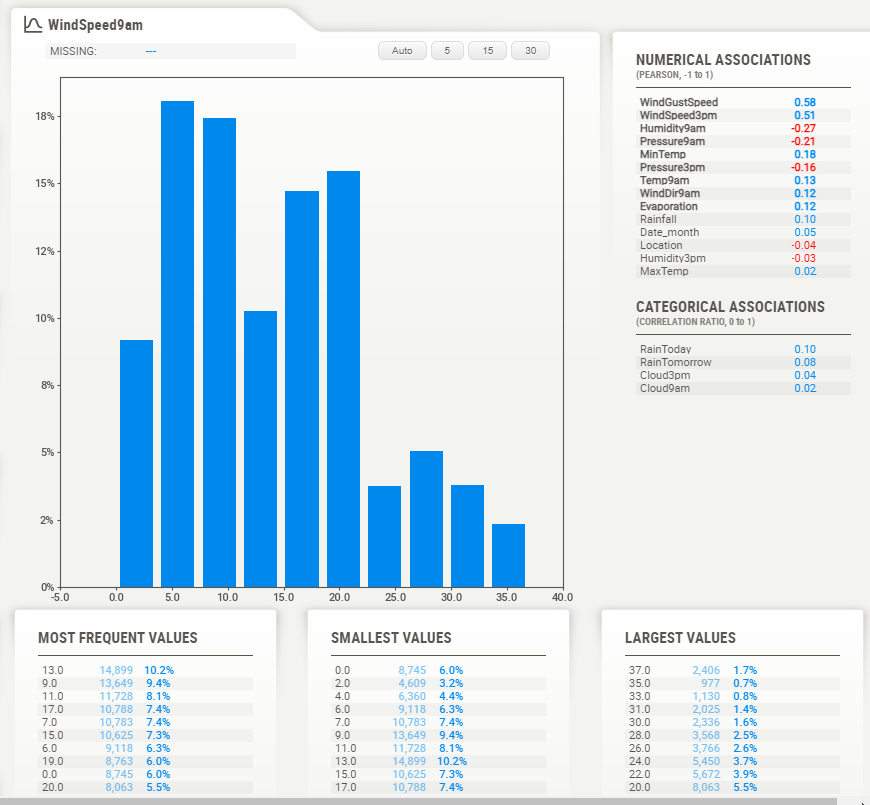 WindSpeed9am
MISSING: ---
Auto 5 15 30
18%
15%
12%
10%
8%
5%
2%
0%
-5.0 0.0 5.0 10.0 15.0 20.0 25.0 30.0 35.0 40.0
NUMERICAL ASSOCIATIONS
(PEARSON, -1 to 1)
WindGustSpeed 0.58
WindSpeed3pm 0.51
Humidity9am -0.27
Pressure9am -0.21
MinTemp 0.18
Pressure3pm -0.16
Temp9am 0.13
WindDir9am 0.12
Evaporation 0.12
Rainfall 0.10
Date_month 0.05
Location -0.04
Humidity3pm -0.03
MaxTemp 0.02
CATEGORICAL ASSOCIATIONS
(CORRELATION RATIO, 0 to 1)
RainToday 0.10
RainTomorrow 0.08
Cloud3pm 0.04
Cloud9am 0.02
MOST FREQUENT VALUES
13.0 14,899 10.2%
9.0 13,649 9.4%
11.0 11,728 8.1%
17.0 10,788 7.4%
7.0 10,783 7.4%
15.0 10,625 7.3%
6.0 9,118 6.3%
19.0 8,763 6.0%
0.0 8,745 6.0%
20.0 8,063 5.5%
SMALLEST VALUES
0.0 8,745 6.0%
2.0 4,609 3.2%
4.0 6,360 4.4%
6.0 9,118 6.3%
7.0 10,783 7.4%
9.0 13,649 9.4%
11.0 11,728 8.1%
13.0 14,899 10.2%
15.0 10,625 7.3%
17.0 10,788 7.4%
LARGEST VALUES
37.0 2,406 1.7%
35.0 977 0.7%
33.0 1,130 0.8%
31.0 2,025 1.4%
30.0 2,336 1.6%
28.0 3,568 2.5%
26.0 3,766 2.6%
24.0 5,450 3.7%
22.0 5,672 3.9%
20.0 8,063 5.5%